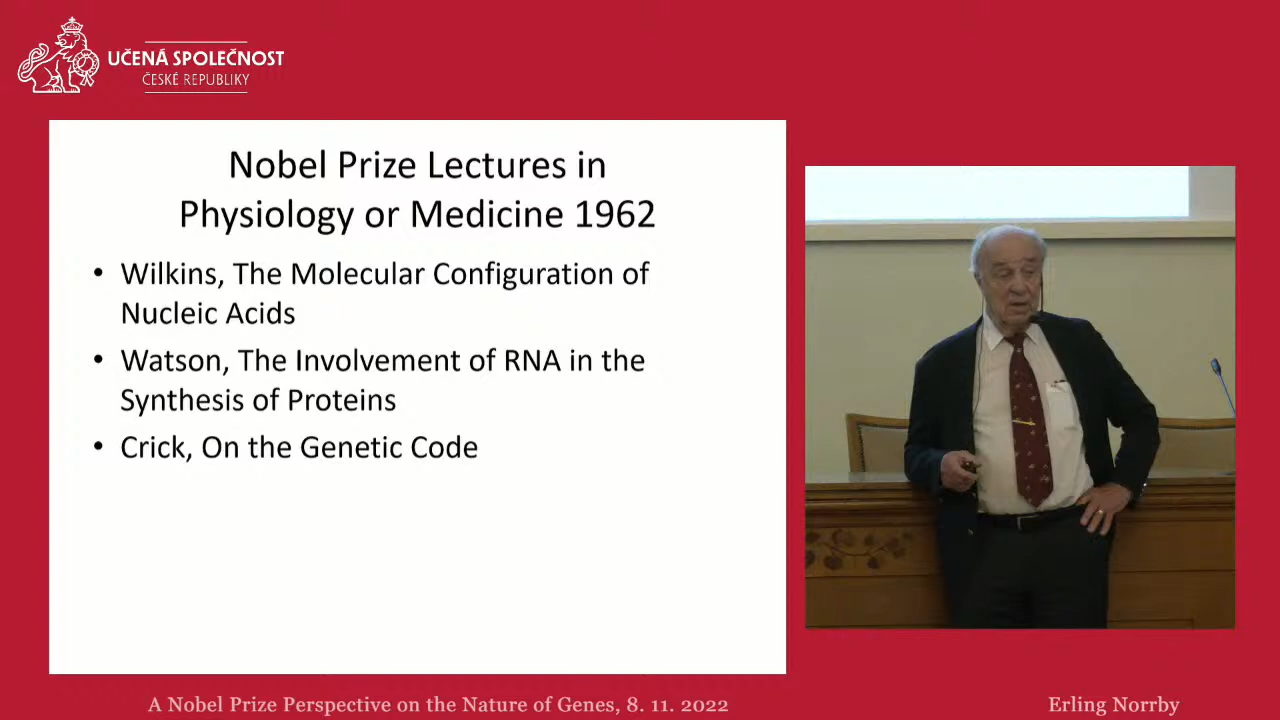 UČENÁ SPOLEČNOST
ČESKÉ REPUBLIKY
Nobel Prize Lectures in
Physiology or Medicine 1962
• Wilkins, The Molecular Configuration of
Nucleic Acids
• Watson, The Involvement of RNA in the
Synthesis of Proteins
• Crick, On the Genetic Code
A Nobel Prize Perspective on the Nature of Genes, 8. 11. 2022
Erling Norrby